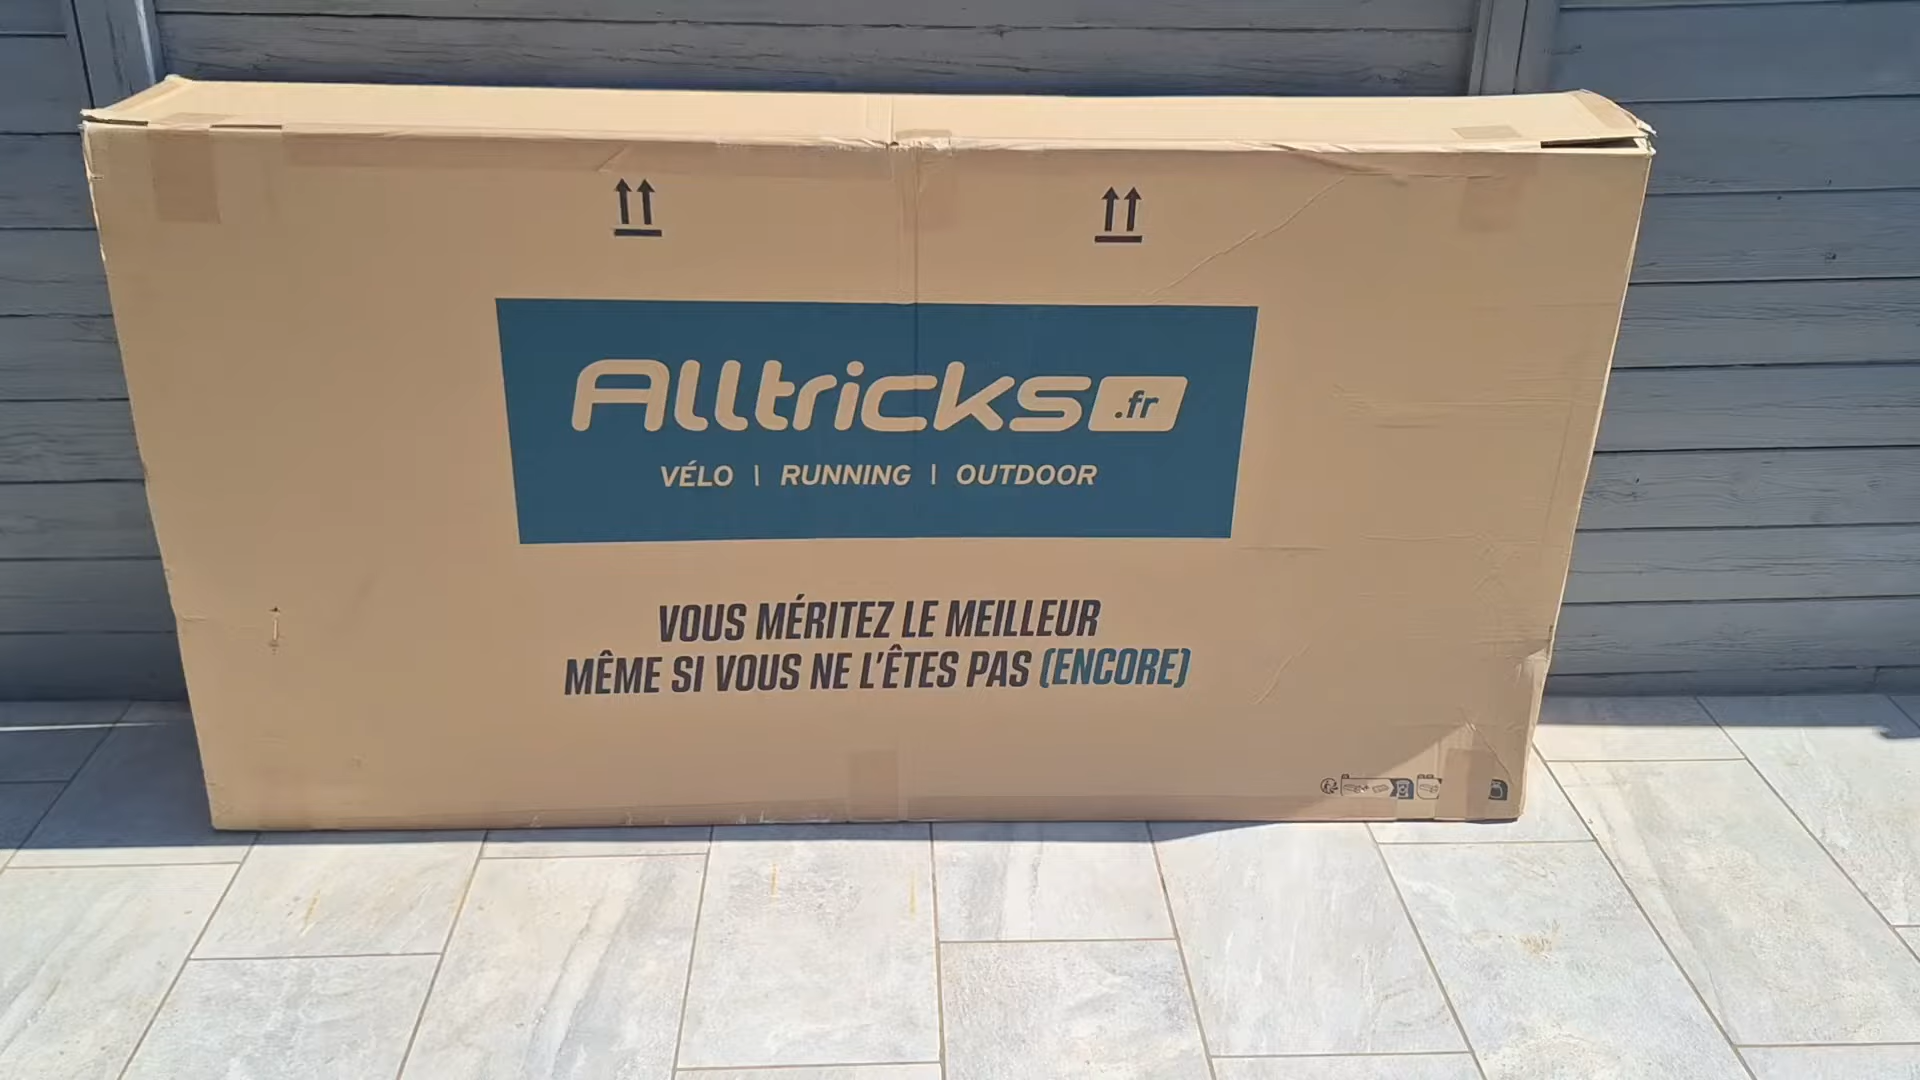 Alltricks.fr
VÉLO | RUNNING | OUTDOOR
VOUS MÉRITEZ LE MEILLEUR
MÊME SI VOUS NE L'ÊTES PAS (ENCORE)